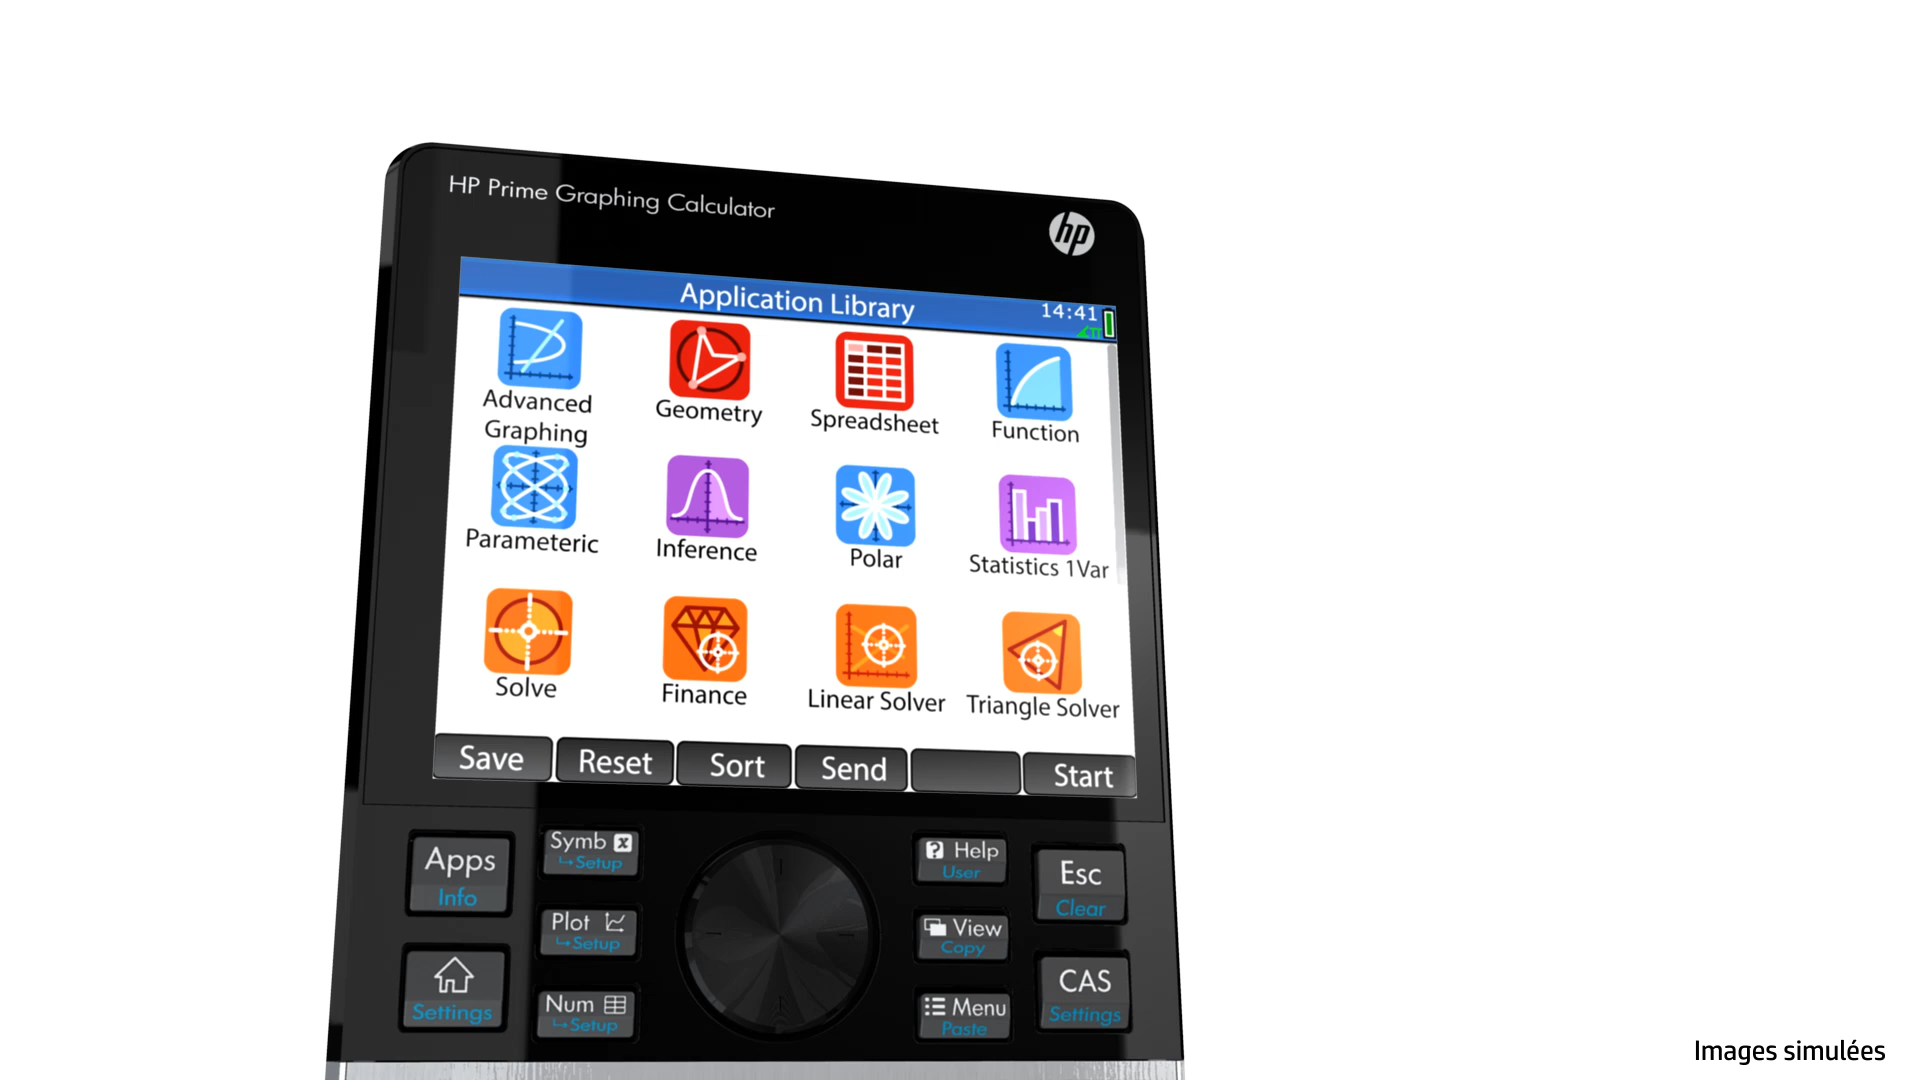 HP Prime Graphing Calculator
hp
Application Library
14:41
Advanced
Graphing
Geometry
Spreadsheet
Function
Parameteric
Inference
Polar
Statistics 1Var
Solve
Finance
Linear Solver
Triangle Solver
Save
Reset
Sort
Send
Start
Apps
Info
Symb
Setup
Help
User
Esc
Clear
Plot
Setup
View
Copy
Settings
Num
Setup
Menu
Paste
CAS
Settings
Images simulées